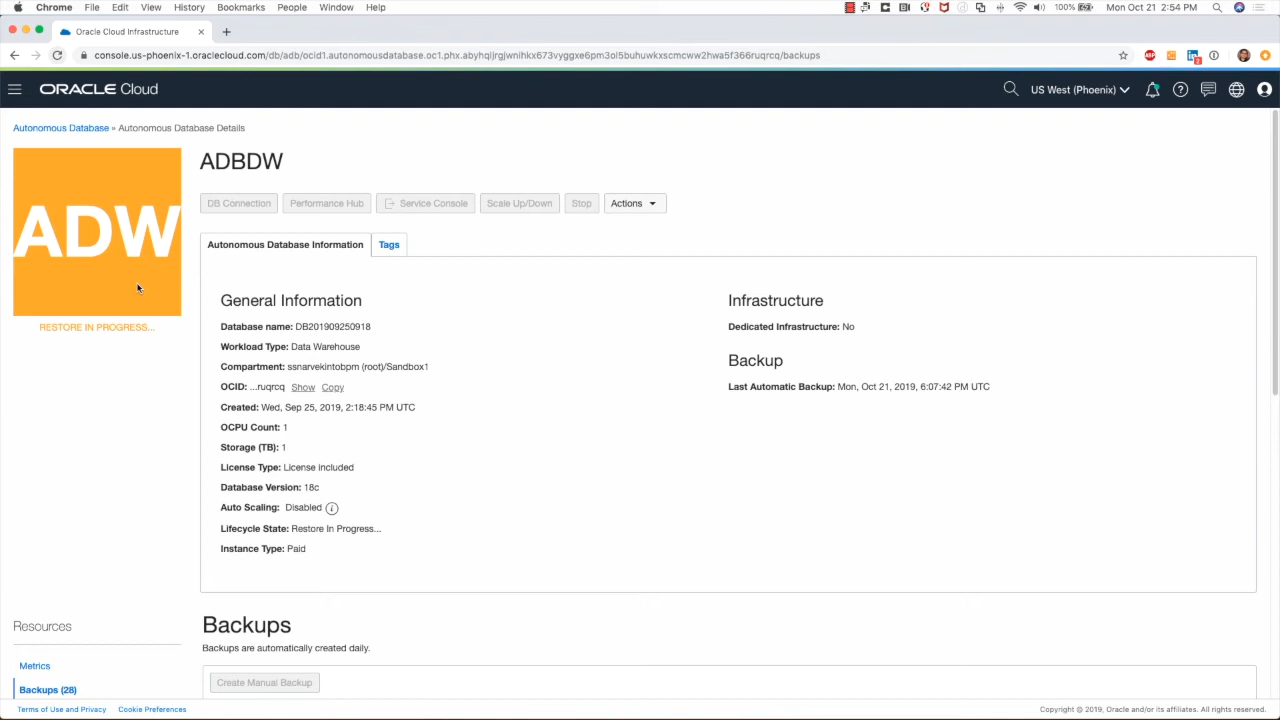 Chrome File Edit View History Bookmarks People Window Help 100% Mon Oct 21 2:54 PM
Oracle Cloud Infrastructure
console.us-phoenix-1.oraclecloud.com/db/adb/ocid1.autonomousdatabase.oc1.phx.abyhqljrgjwnihkx673vyggxe6pm3ol5buhuwkxscmcww2hwa5f366ruqrcq/backups
ORACLE Cloud US West (Phoenix)
Autonomous Database » Autonomous Database Details
ADW
RESTORE IN PROGRESS...
ADBDW
DB Connection Performance Hub Service Console Scale Up/Down Stop Actions
Autonomous Database Information Tags
General Information
Database name: DB201909250918
Workload Type: Data Warehouse
Compartment: ssnarvekintobpm (root)/Sandbox1
OCID: ...ruqrcq Show Copy
Created: Wed, Sep 25, 2019, 2:18:45 PM UTC
OCPU Count: 1
Storage (TB): 1
License Type: License included
Database Version: 18c
Auto Scaling: Disabled
Lifecycle State: Restore In Progress...
Instance Type: Paid
Infrastructure
Dedicated Infrastructure: No
Backup
Last Automatic Backup: Mon, Oct 21, 2019, 6:07:42 PM UTC
Resources
Metrics
Backups (28)
Backups
Backups are automatically created daily.
Create Manual Backup
Terms of Use and Privacy Cookie Preferences Copyright © 2019, Oracle and/or its affiliates. All rights reserved.